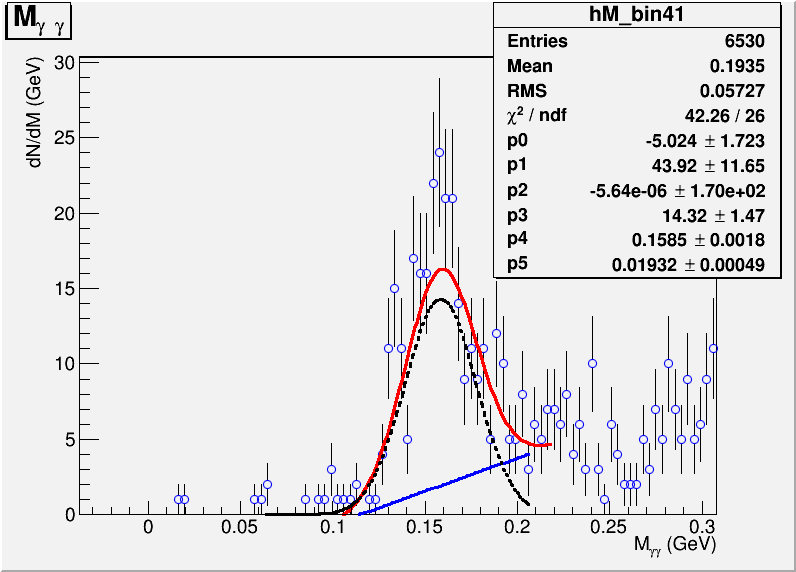 M_γ γ
hM_bin41
Entries 6530
Mean 0.1935
RMS 0.05727
χ² / ndf 42.26 / 26
p0 -5.024 ± 1.723
p1 43.92 ± 11.65
p2 -5.64e-06 ± 1.70e+02
p3 14.32 ± 1.47
p4 0.1585 ± 0.0018
p5 0.01932 ± 0.00049
dN/dM (GeV)
30
25
20
15
10
5
0
0 0.05 0.1 0.15 0.2 0.25 0.3
M_γγ (GeV)